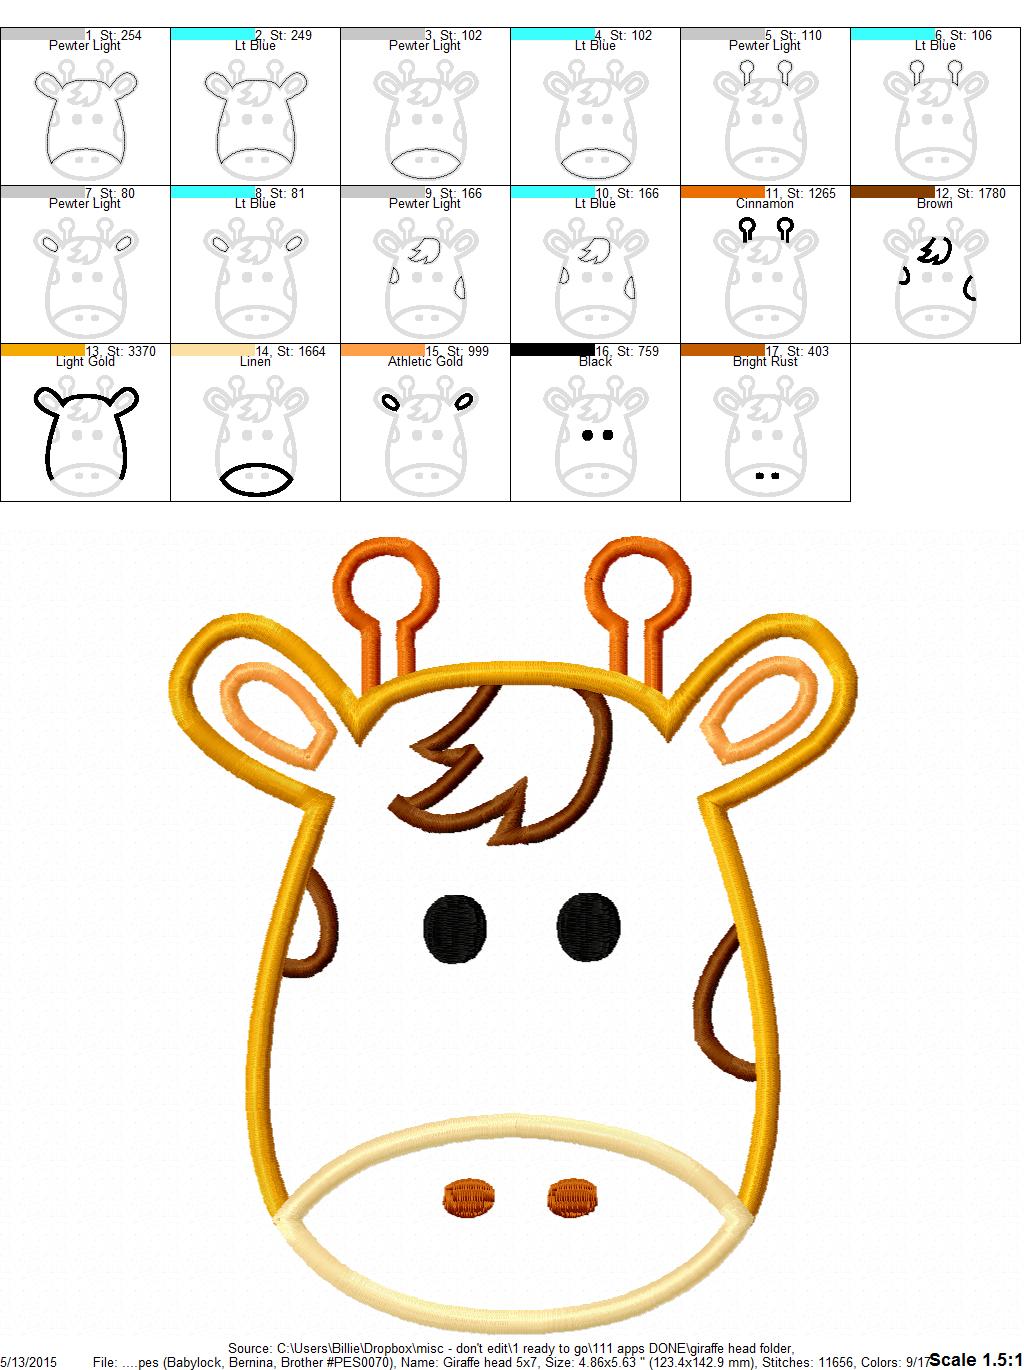 1, St: 254
Pewter Light
2, St: 249
Lt Blue
3, St: 102
Pewter Light
4, St: 102
Lt Blue
5, St: 110
Pewter Light
6, St: 106
Lt Blue
7, St: 80
Pewter Light
8, St: 81
Lt Blue
9, St: 166
Pewter Light
10, St: 166
Lt Blue
11, St: 1265
Cinnamon
12, St: 1780
Brown
13, St: 3370
Light Gold
14, St: 1664
Linen
15, St: 999
Athletic Gold
16, St: 759
Black
17, St: 403
Bright Rust
Source: C:\Users\Billie\Dropbox\misc - don't edit\1 ready to go\111 apps DONE\giraffe head folder,
5/13/2015 File: ....pes (Babylock, Bernina, Brother #PES0070), Name: Giraffe head 5x7, Size: 4.86x5.63 " (123.4x142.9 mm), Stitches: 11656, Colors: 9/17 Scale 1.5:1